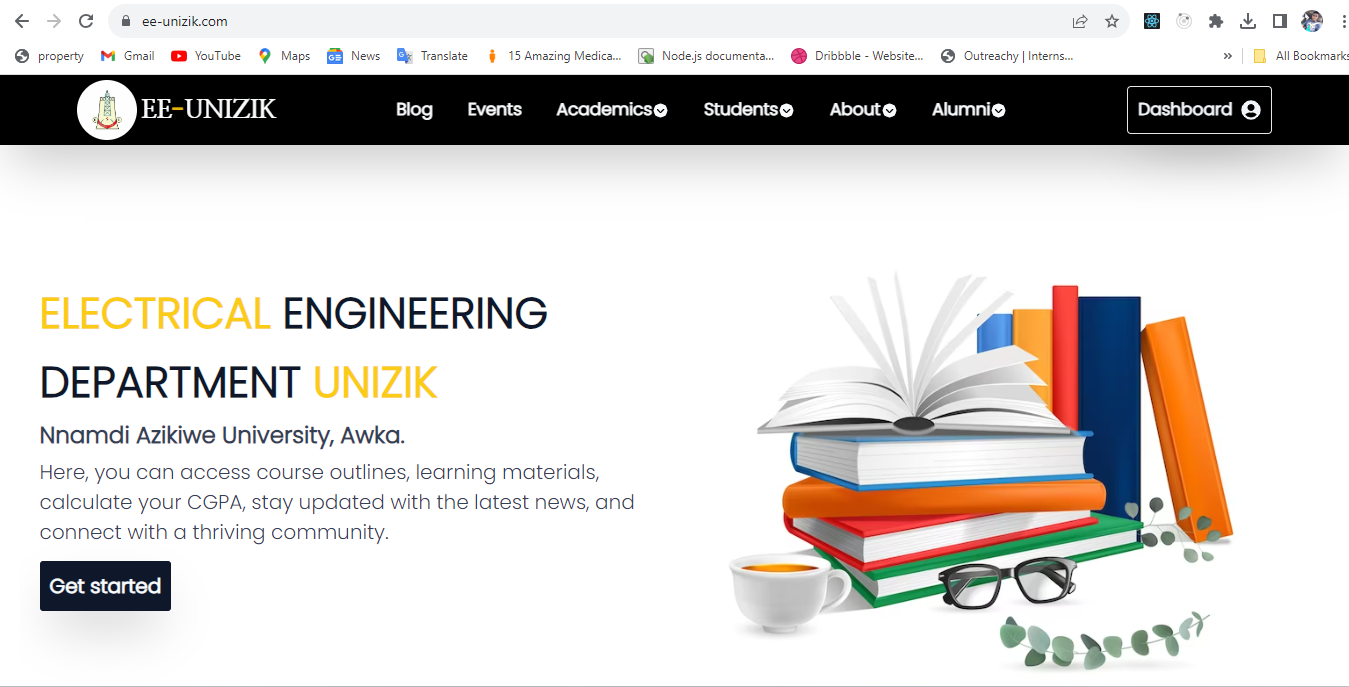 ee-unizik.com
property Gmail YouTube Maps News Translate 15 Amazing Medica... Node.js documenta... Dribbble - Website... Outreachy | Interns... » All Bookmarks
EE-UNIZIK Blog Events Academics Students About Alumni Dashboard
ELECTRICAL ENGINEERING
DEPARTMENT UNIZIK
Nnamdi Azikiwe University, Awka.
Here, you can access course outlines, learning materials,
calculate your CGPA, stay updated with the latest news, and
connect with a thriving community.
Get started